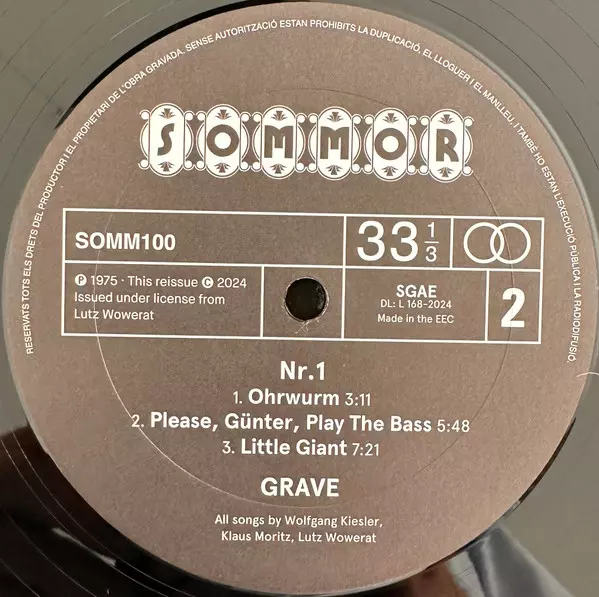 RESERVATS TOTS ELS DRETS DEL PRODUCTOR I EL PROPIETARI DE L'OBRA GRAVADA. SENSE AUTORITZACIÓ ESTAN PROHIBITS LA DUPLICACIÓ, EL LLOGUER I EL MANLLEU, I TAMBÉ HO ESTAN L'EXECUCIÓ PÚBLICA I LA RADIODIFUSIÓ.
SOMMOR
SOMM100
33 1/3
℗ 1975 · This reissue © 2024
Issued under license from
Lutz Wowerat
SGAE
DL: L 168-2024
Made in the EEC
2
Nr.1
1. Ohrwurm 3:11
2. Please, Günter, Play The Bass 5:48
3. Little Giant 7:21
GRAVE
All songs by Wolfgang Kiesler,
Klaus Moritz, Lutz Wowerat